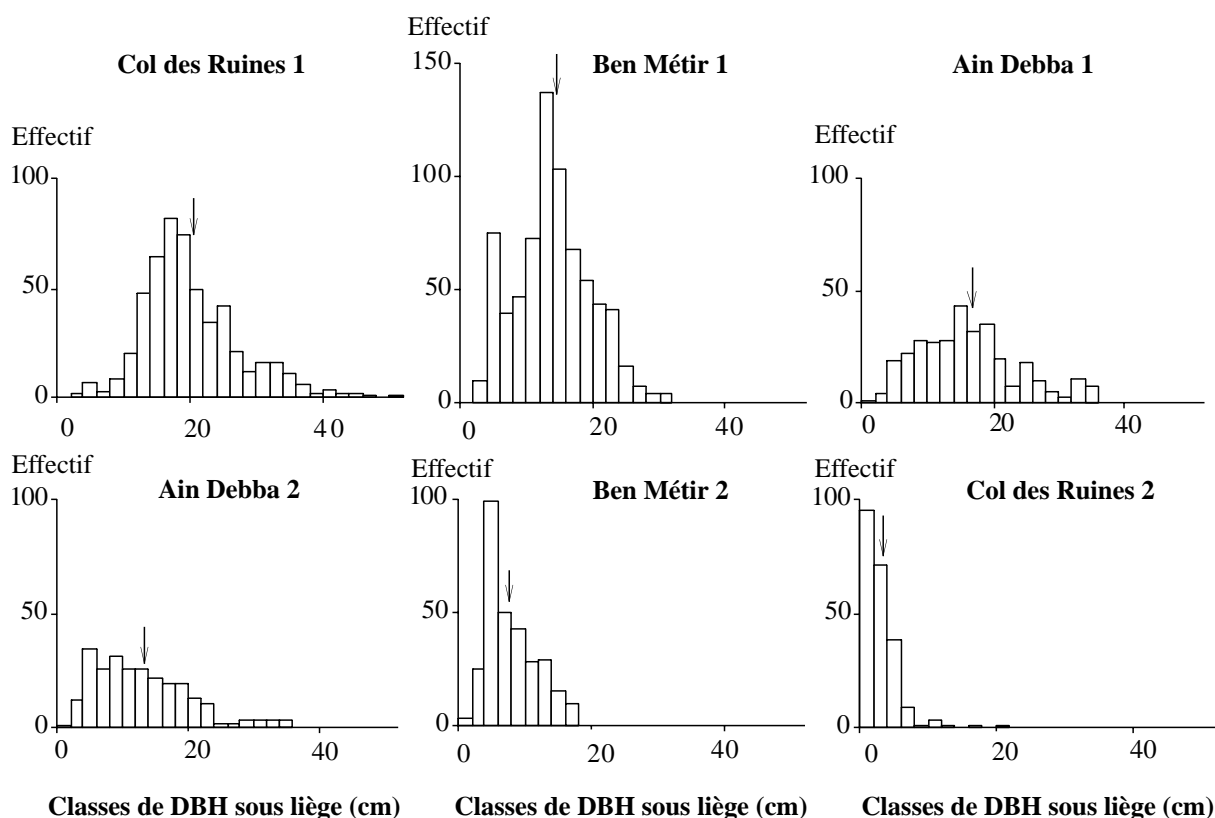 Effectif
Col des Ruines 1
Ben Métir 1
Ain Debba 1
150
100
50
0
0 20 40
Effectif
100
50
0
0 20 40
Effectif
100
50
0
0 20 40
Effectif
Ain Debba 2
100
50
0
0 20 40
Classes de DBH sous liège (cm)
Effectif
Ben Métir 2
100
50
0
0 20 40
Classes de DBH sous liège (cm)
Effectif
Col des Ruines 2
100
50
0
0 20 40
Classes de DBH sous liège (cm)